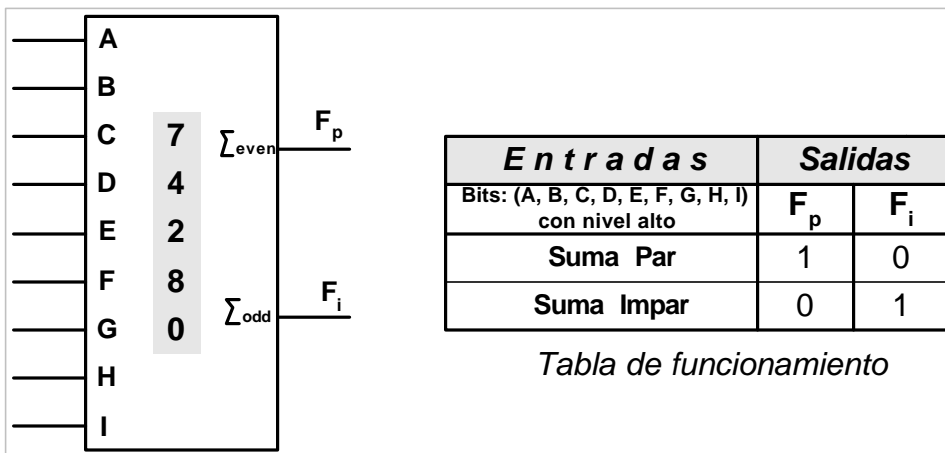 A
B
C
D
E
F
G
H
I
7
4
2
8
0
∑even
∑odd
Fp
Fi
Entradas Salidas
Bits: (A, B, C, D, E, F, G, H, I)
con nivel alto
Fp Fi
Suma Par 1 0
Suma Impar 0 1
Tabla de funcionamiento